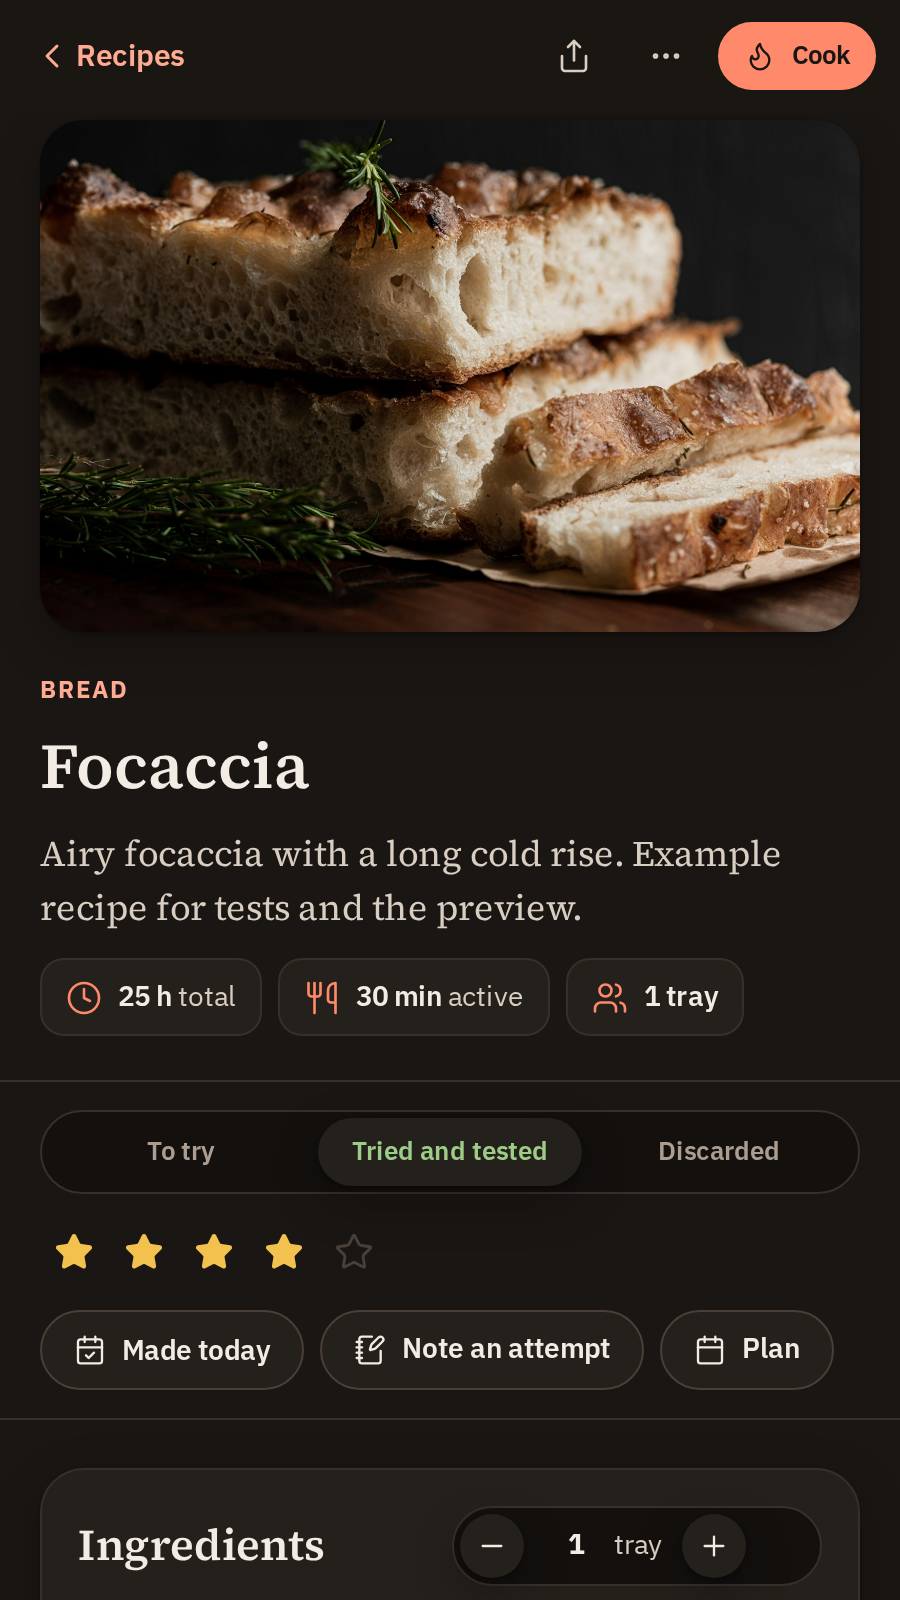 Recipes
Cook
BREAD
Focaccia
Airy focaccia with a long cold rise. Example
recipe for tests and the preview.
25 h total
30 min active
1 tray
To try
Tried and tested
Discarded
Made today
Note an attempt
Plan
Ingredients
1 tray